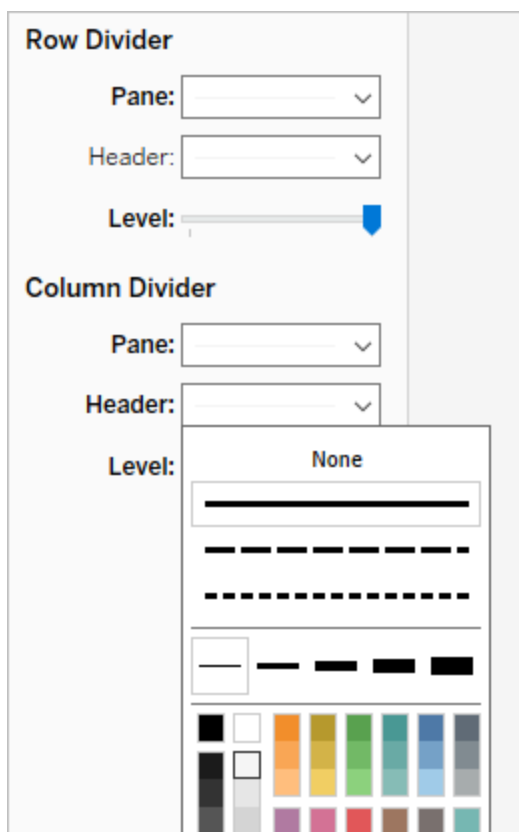 Row Divider
Pane:
Header:
Level:
Column Divider
Pane:
Header:
Level:
None